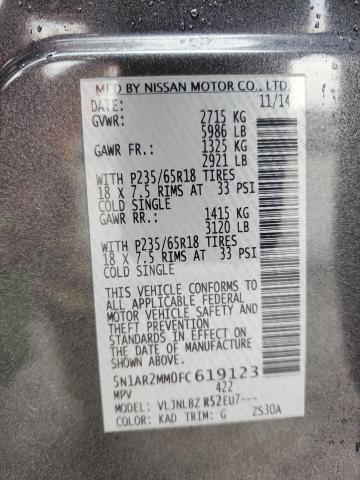 MFD BY NISSAN MOTOR CO., LTD.
DATE: 11/14
GVWR: 2715 KG
5986 LB
GAWR FR.: 1325 KG
2921 LB
WITH P235/65R18 TIRES
18 X 7.5 RIMS AT 33 PSI
COLD SINGLE
GAWR RR.: 1415 KG
3120 LB
WITH P235/65R18 TIRES
18 X 7.5 RIMS AT 33 PSI
COLD SINGLE
THIS VEHICLE CONFORMS TO
ALL APPLICABLE FEDERAL
MOTOR VEHICLE SAFETY
STANDARDS IN EFFECT ON
THE DATE OF MANUFACTURE
SHOWN ABOVE.
5N1AR2MM0FC619123
MPV 422
MODEL: VLJNLBZ R52EU7---
COLOR: KAD TRIM: G ZS30A